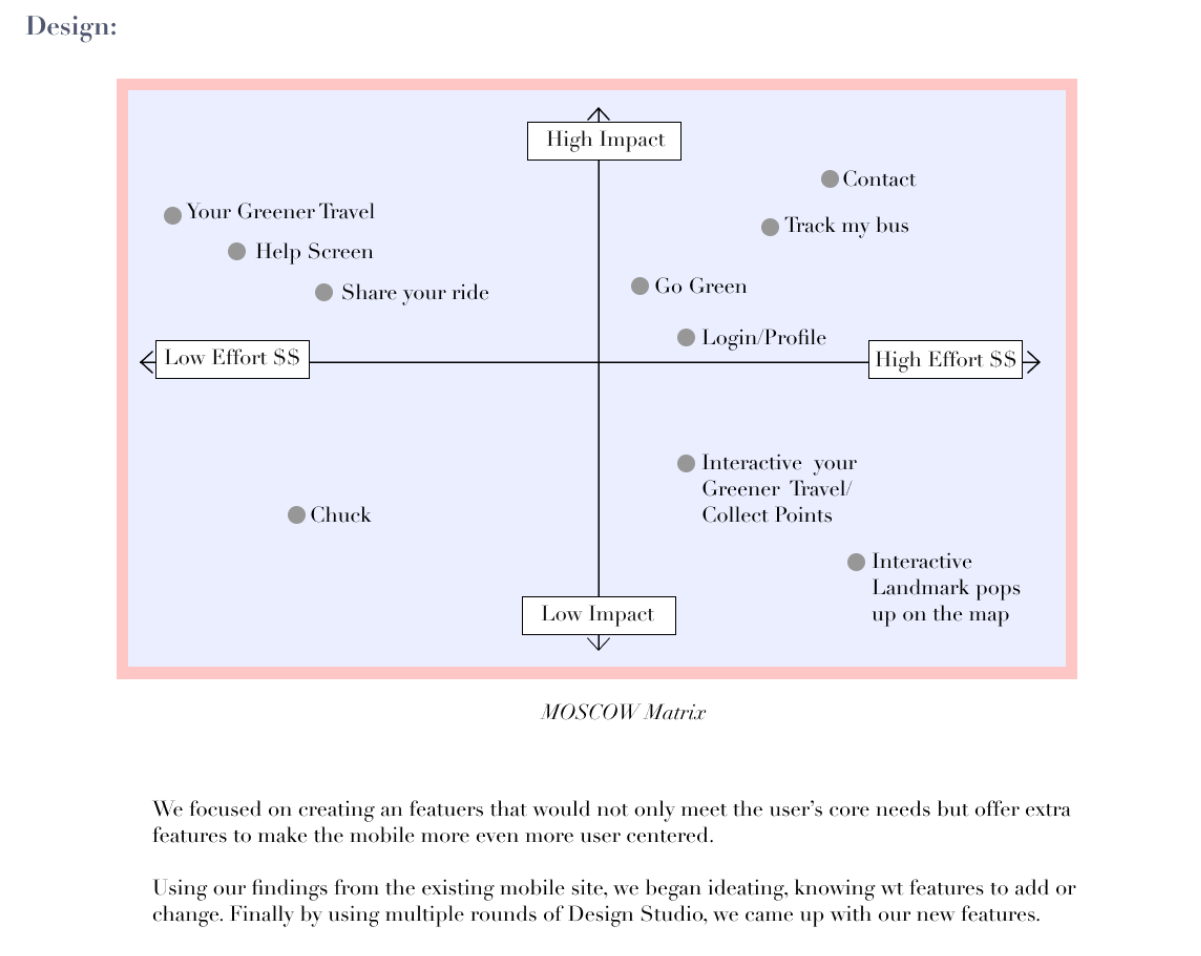 Design:
High Impact
Contact
Your Greener Travel
Track my bus
Help Screen
Go Green
Share your ride
Login/Profile
Low Effort $$
High Effort $$
Interactive your
Greener Travel/
Collect Points
Chuck
Interactive
Landmark pops
up on the map
Low Impact
MOSCOW Matrix
We focused on creating an featuers that would not only meet the user's core needs but offer extra
features to make the mobile more even more user centered.
Using our findings from the existing mobile site, we began ideating, knowing wt features to add or
change. Finally by using multiple rounds of Design Studio, we came up with our new features.